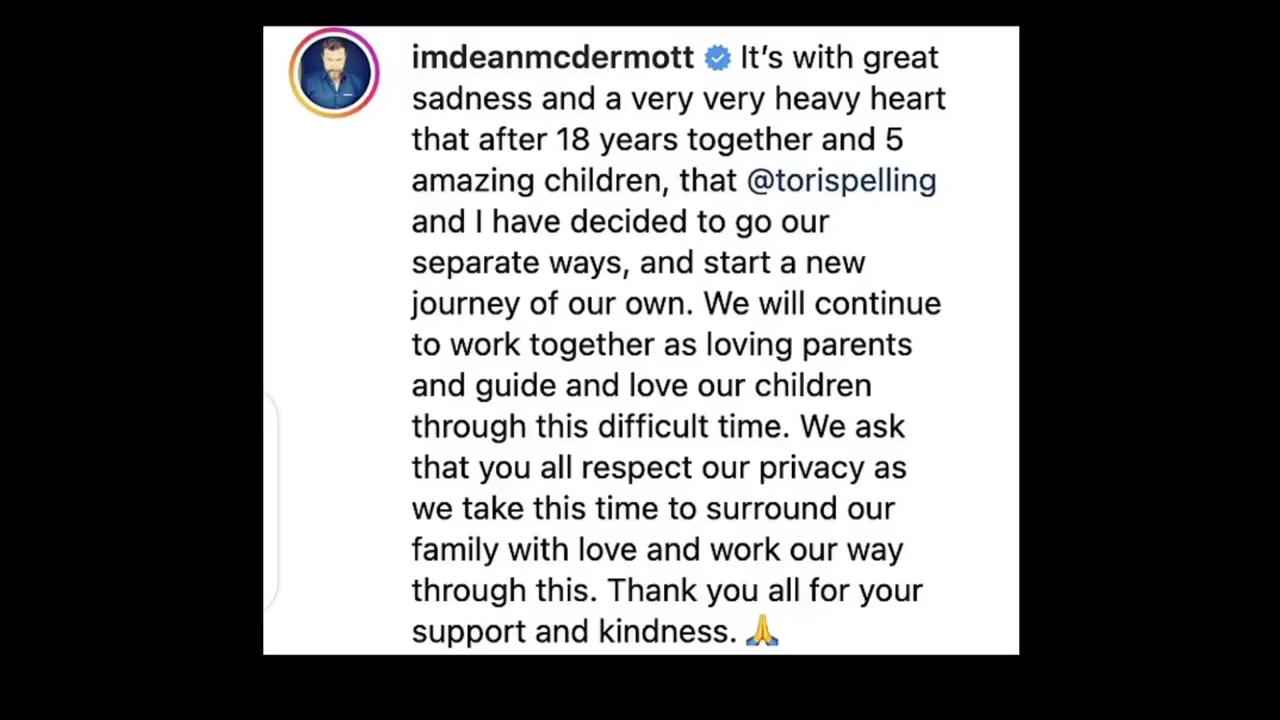 imdeanmcdermott It’s with great
sadness and a very very heavy heart
that after 18 years together and 5
amazing children, that @torispelling
and I have decided to go our
separate ways, and start a new
journey of our own. We will continue
to work together as loving parents
and guide and love our children
through this difficult time. We ask
that you all respect our privacy as
we take this time to surround our
family with love and work our way
through this. Thank you all for your
support and kindness. 🙏